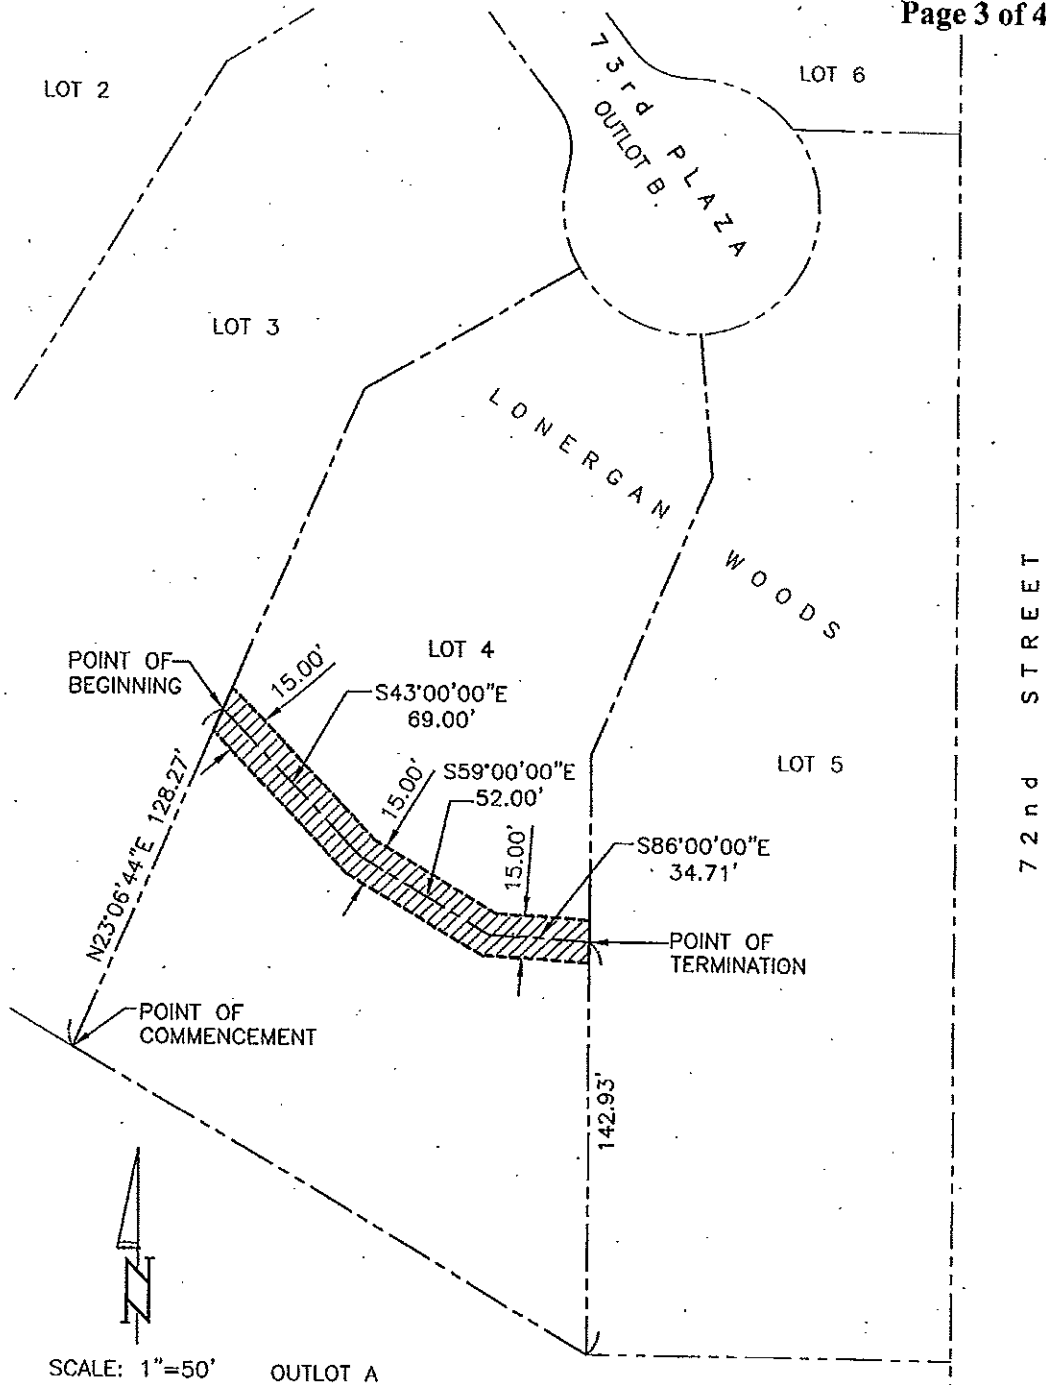 Page 3 of 4
LOT 2
73rd PLAZA
OUTLOT B.
LOT 6
LOT 3
LONERGAN WOODS
72nd STREET
LOT 4
POINT OF
BEGINNING
15.00'
S43°00'00"E
69.00'
15.00'
S59°00'00"E
52.00'
15.00'
LOT 5
S86°00'00"E
34.71'
N23°06'44"E 128.27'
POINT OF
TERMINATION
POINT OF
COMMENCEMENT
142.93'
N
SCALE: 1"=50'
OUTLOT A